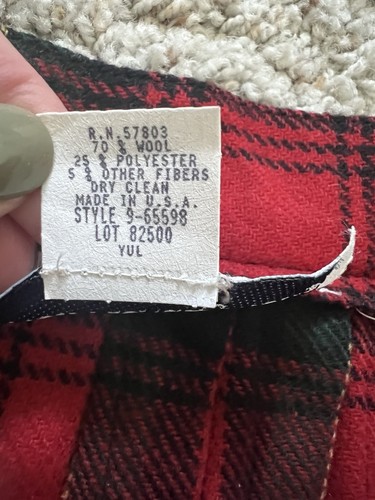 R.N.57803
70 % WOOL
25 % POLYESTER
5 % OTHER FIBERS
DRY CLEAN
MADE IN U.S.A.
STYLE 9-65598
LOT 82500
YUL